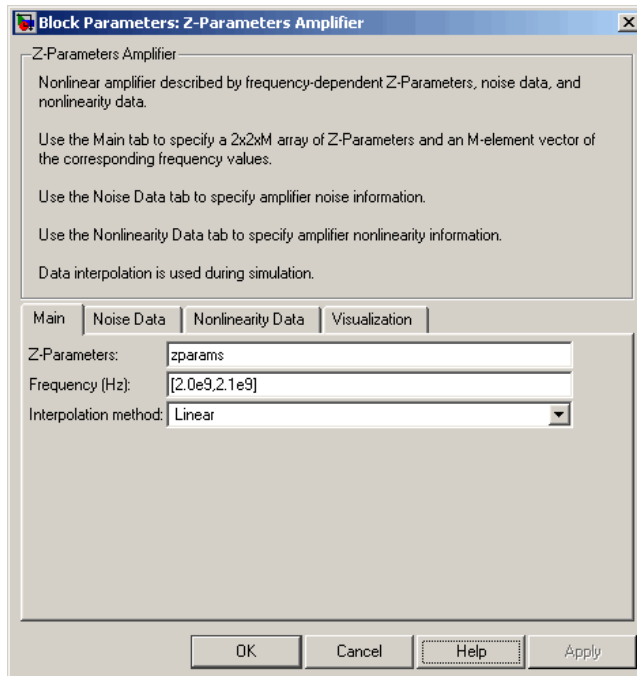 Block Parameters: Z-Parameters Amplifier
Z-Parameters Amplifier
Nonlinear amplifier described by frequency-dependent Z-Parameters, noise data, and
nonlinearity data.
Use the Main tab to specify a 2x2xM array of Z-Parameters and an M-element vector of
the corresponding frequency values.
Use the Noise Data tab to specify amplifier noise information.
Use the Nonlinearity Data tab to specify amplifier nonlinearity information.
Data interpolation is used during simulation.
Main Noise Data Nonlinearity Data Visualization
Z-Parameters: zparams
Frequency (Hz): [2.0e9,2.1e9]
Interpolation method: Linear
OK Cancel Help Apply